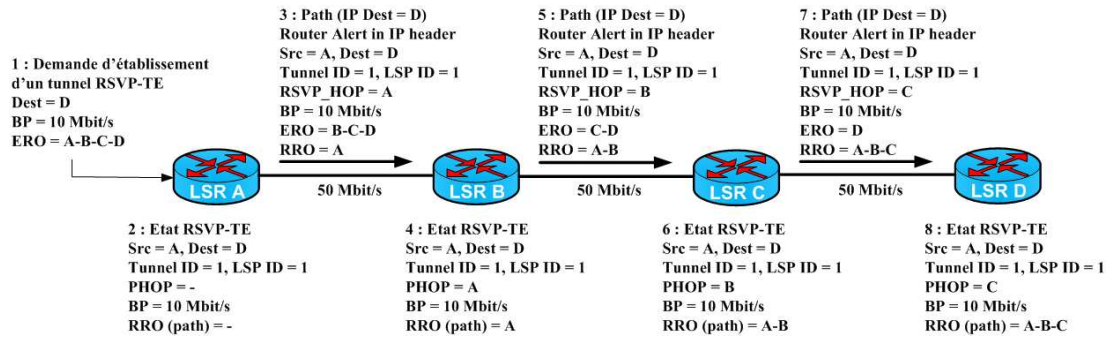 1 : Demande d'établissement
d'un tunnel RSVP-TE
Dest = D
BP = 10 Mbit/s
ERO = A-B-C-D
3 : Path (IP Dest = D)
Router Alert in IP header
Src = A, Dest = D
Tunnel ID = 1, LSP ID = 1
RSVP_HOP = A
BP = 10 Mbit/s
ERO = B-C-D
RRO = A
5 : Path (IP Dest = D)
Router Alert in IP header
Src = A, Dest = D
Tunnel ID = 1, LSP ID = 1
RSVP_HOP = B
BP = 10 Mbit/s
ERO = C-D
RRO = A-B
7 : Path (IP Dest = D)
Router Alert in IP header
Src = A, Dest = D
Tunnel ID = 1, LSP ID = 1
RSVP_HOP = C
BP = 10 Mbit/s
ERO = D
RRO = A-B-C
LSR A
50 Mbit/s
LSR B
50 Mbit/s
LSR C
50 Mbit/s
LSR D
2 : Etat RSVP-TE
Src = A, Dest = D
Tunnel ID = 1, LSP ID = 1
PHOP = -
BP = 10 Mbit/s
RRO (path) = -
4 : Etat RSVP-TE
Src = A, Dest = D
Tunnel ID = 1, LSP ID = 1
PHOP = A
BP = 10 Mbit/s
RRO (path) = A
6 : Etat RSVP-TE
Src = A, Dest = D
Tunnel ID = 1, LSP ID = 1
PHOP = B
BP = 10 Mbit/s
RRO (path) = A-B
8 : Etat RSVP-TE
Src = A, Dest = D
Tunnel ID = 1, LSP ID = 1
PHOP = C
BP = 10 Mbit/s
RRO (path) = A-B-C